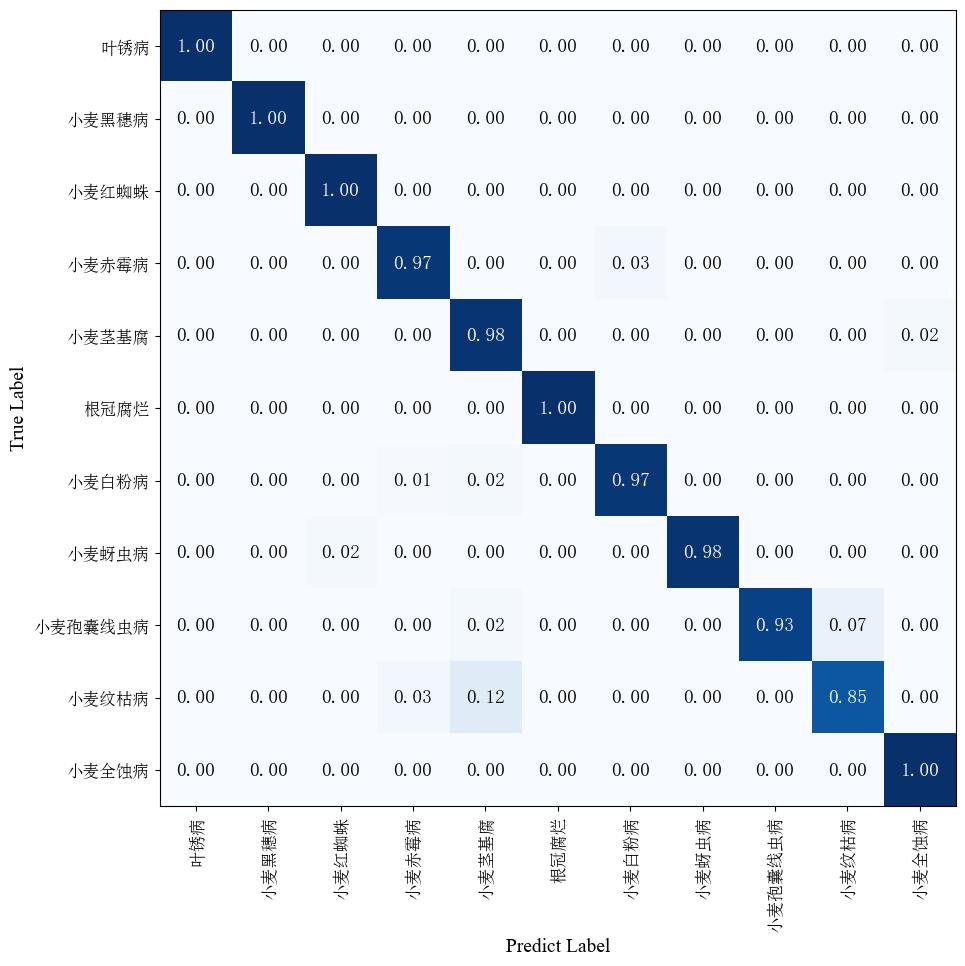 叶锈病 1.00 0.00 0.00 0.00 0.00 0.00 0.00 0.00 0.00 0.00 0.00
小麦黑穗病 0.00 1.00 0.00 0.00 0.00 0.00 0.00 0.00 0.00 0.00 0.00
小麦红蜘蛛 0.00 0.00 1.00 0.00 0.00 0.00 0.00 0.00 0.00 0.00 0.00
小麦赤霉病 0.00 0.00 0.00 0.97 0.00 0.00 0.03 0.00 0.00 0.00 0.00
小麦茎基腐 0.00 0.00 0.00 0.00 0.98 0.00 0.00 0.00 0.00 0.00 0.02
根冠腐烂 0.00 0.00 0.00 0.00 0.00 1.00 0.00 0.00 0.00 0.00 0.00
小麦白粉病 0.00 0.00 0.00 0.01 0.02 0.00 0.97 0.00 0.00 0.00 0.00
小麦蚜虫病 0.00 0.00 0.02 0.00 0.00 0.00 0.00 0.98 0.00 0.00 0.00
小麦孢囊线虫病 0.00 0.00 0.00 0.00 0.02 0.00 0.00 0.00 0.93 0.07 0.00
小麦纹枯病 0.00 0.00 0.00 0.03 0.12 0.00 0.00 0.00 0.00 0.85 0.00
小麦全蚀病 0.00 0.00 0.00 0.00 0.00 0.00 0.00 0.00 0.00 0.00 1.00
True Label
叶锈病
小麦黑穗病
小麦红蜘蛛
小麦赤霉病
小麦茎基腐
根冠腐烂
小麦白粉病
小麦蚜虫病
小麦孢囊线虫病
小麦纹枯病
小麦全蚀病
Predict Label